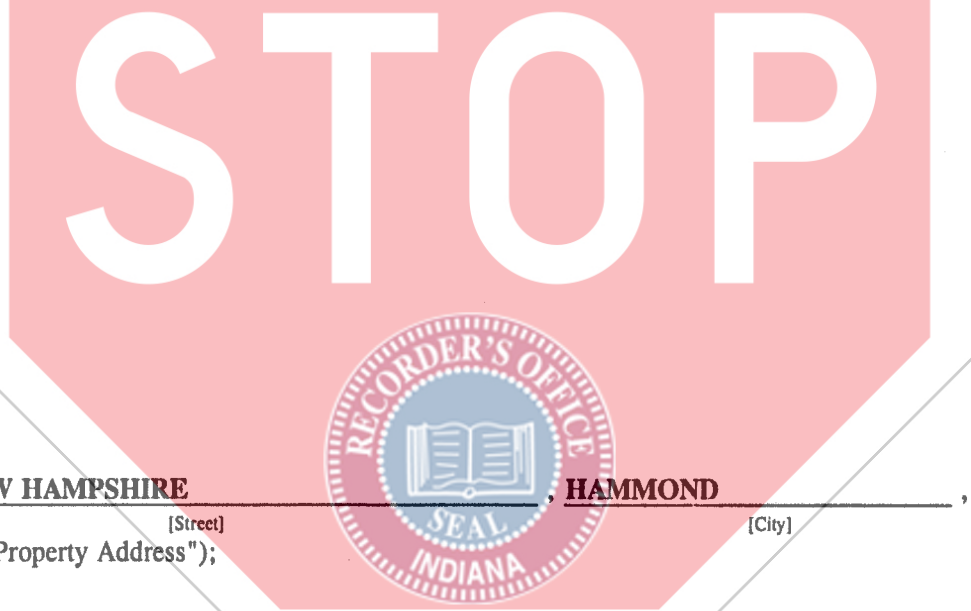 STOP
RECORDER'S OFFICE
W HAMPSHIRE, HAMMOND,
[Street] [City]
Property Address");
SEAL
INDIANA